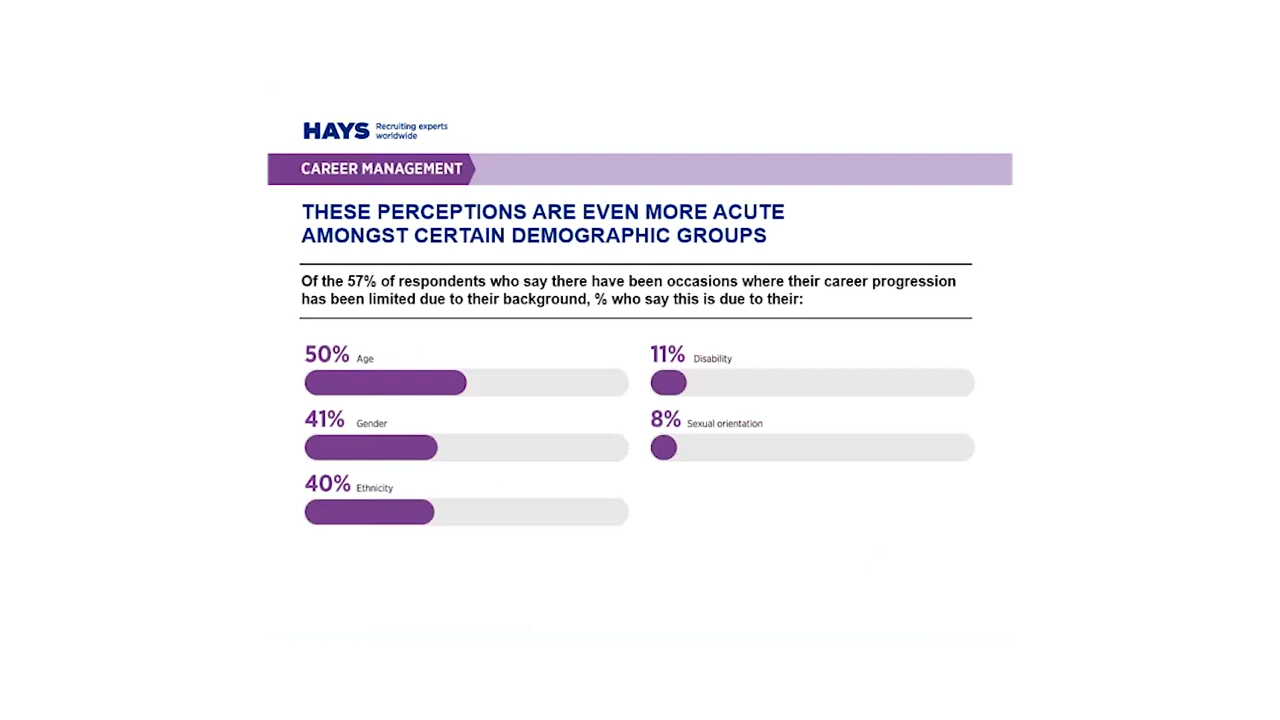 HAYS Recruiting experts
worldwide
CAREER MANAGEMENT
THESE PERCEPTIONS ARE EVEN MORE ACUTE
AMONGST CERTAIN DEMOGRAPHIC GROUPS
Of the 57% of respondents who say there have been occasions where their career progression
has been limited due to their background, % who say this is due to their:
50% Age
41% Gender
40% Ethnicity
11% Disability
8% Sexual orientation